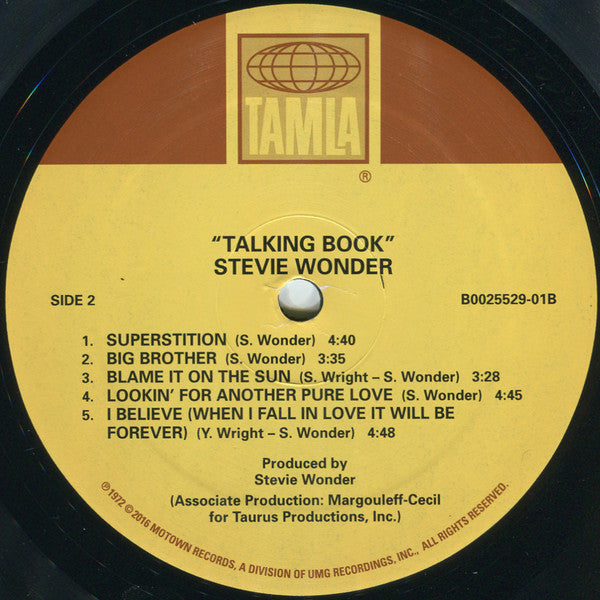 TAMLA
®
“TALKING BOOK”
STEVIE WONDER
SIDE 2
B0025529-01B
1. SUPERSTITION (S. Wonder) 4:40
2. BIG BROTHER (S. Wonder) 3:35
3. BLAME IT ON THE SUN (S. Wright – S. Wonder) 3:28
4. LOOKIN’ FOR ANOTHER PURE LOVE (S. Wonder) 4:45
5. I BELIEVE (WHEN I FALL IN LOVE IT WILL BE
FOREVER) (Y. Wright – S. Wonder) 4:48
Produced by
Stevie Wonder
(Associate Production: Margouleff-Cecil
for Taurus Productions, Inc.)
℗1972 ©2016 MOTOWN RECORDS, A DIVISION OF UMG RECORDINGS, INC., ALL RIGHTS RESERVED.